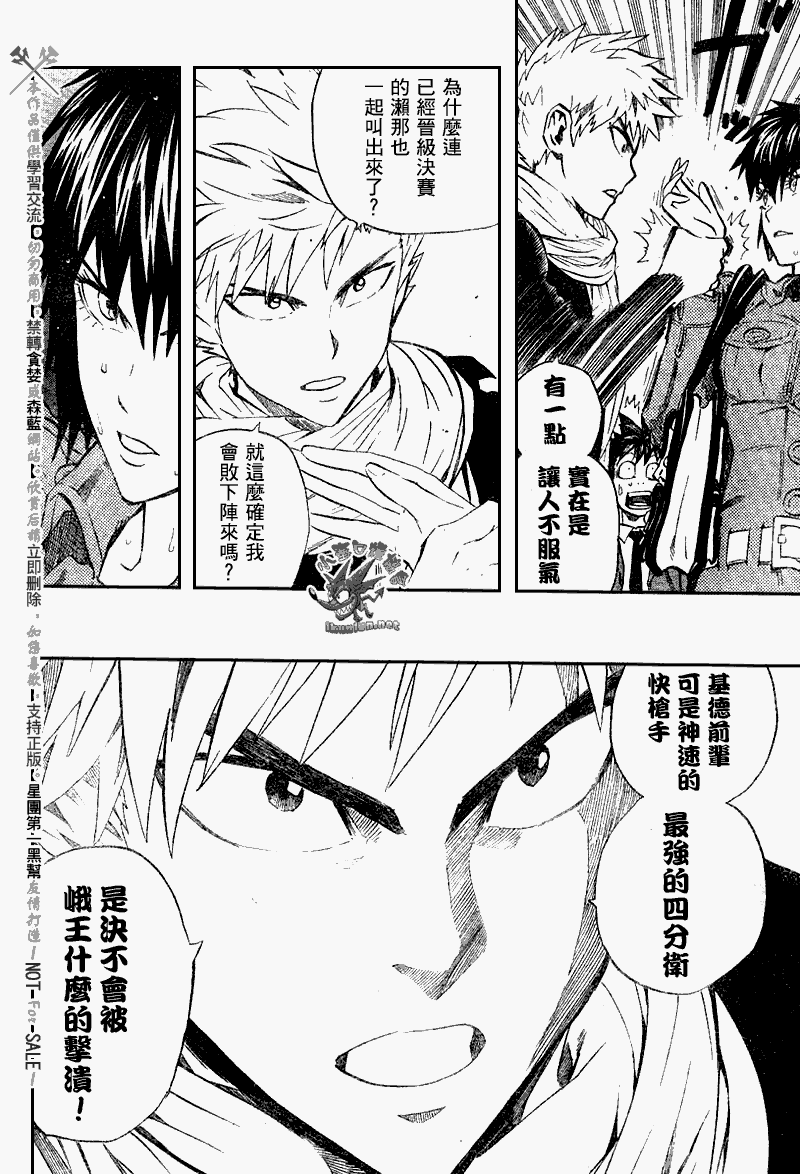 有一點
實在是
讓人不服氣
為什麼連
已經晉級決賽
的瀨那也
一起叫出來了?
就這麼確定我
會敗下陣來嗎?
基德前輩
可是神速的
快槍手
最強的四分衛
是決不會被
峨王什麼的擊潰!
本作品僅供學習交流。切勿商用。禁轉貪婪威森藍網站【欣賞后請立即刪除。如您喜歡。支持正版。】星團第一黑幫友情打造/NOT-For-SALE/
ikunion.net